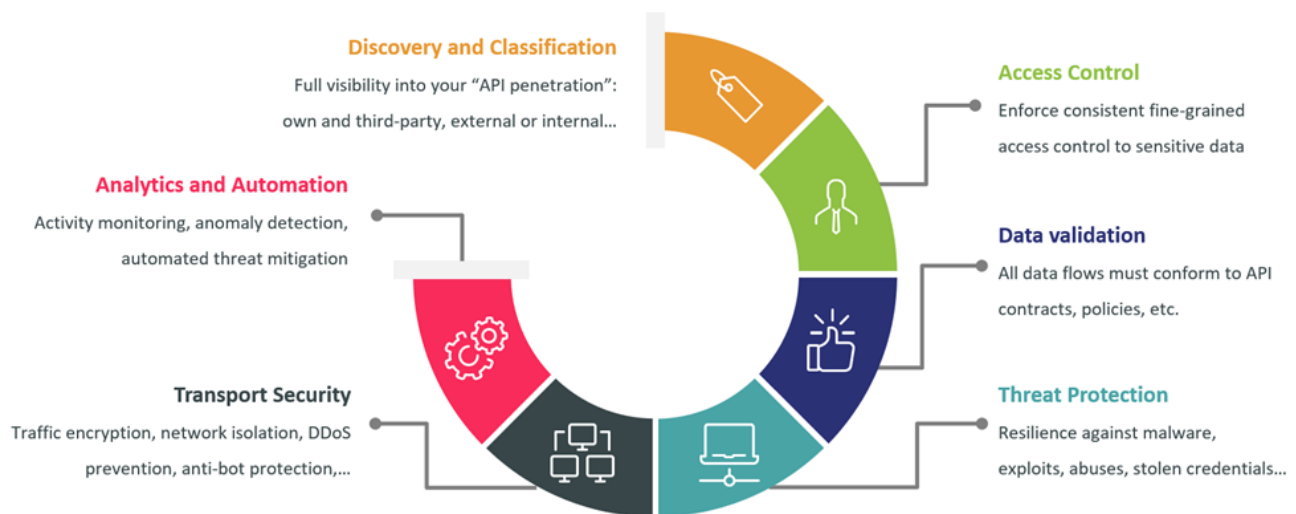 Discovery and Classification
Full visibility into your “API penetration”:
own and third-party, external or internal...
Access Control
Enforce consistent fine-grained
access control to sensitive data
Data validation
All data flows must conform to API
contracts, policies, etc.
Threat Protection
Resilience against malware,
exploits, abuses, stolen credentials...
Transport Security
Traffic encryption, network isolation, DDoS
prevention, anti-bot protection,...
Analytics and Automation
Activity monitoring, anomaly detection,
automated threat mitigation